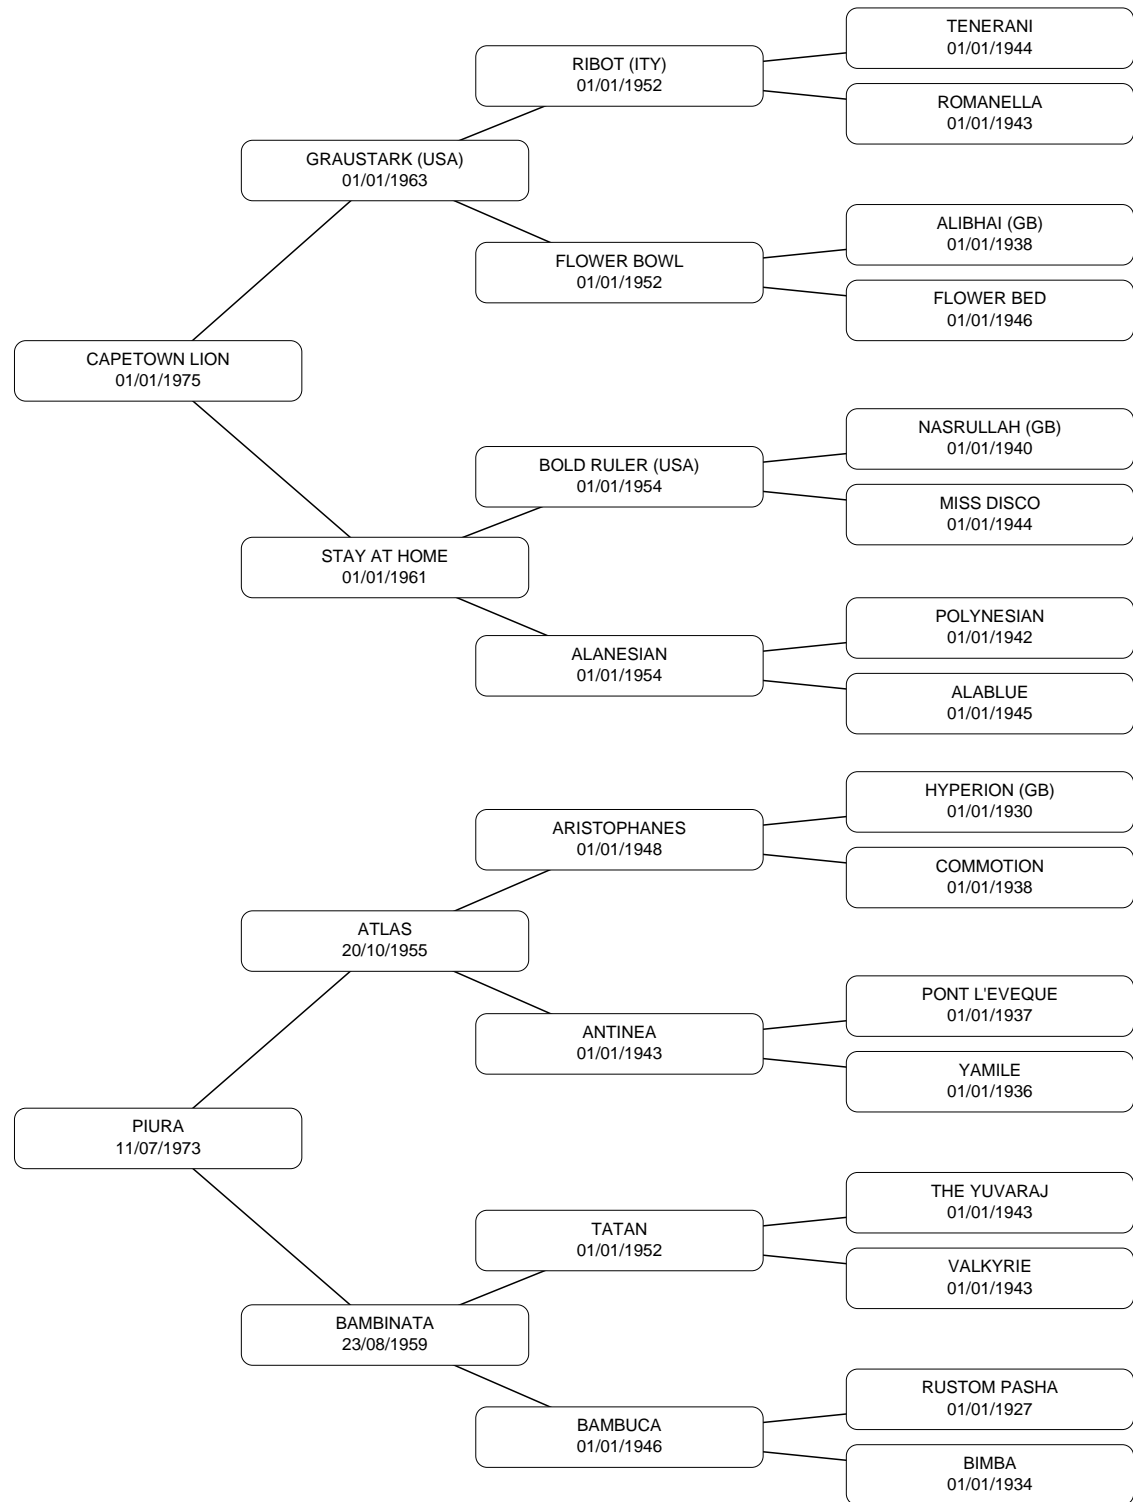 TENERANI
01/01/1944
RIBOT (ITY)
01/01/1952
ROMANELLA
01/01/1943
GRAUSTARK (USA)
01/01/1963
ALIBHAI (GB)
01/01/1938
FLOWER BOWL
01/01/1952
FLOWER BED
01/01/1946
CAPETOWN LION
01/01/1975
NASRULLAH (GB)
01/01/1940
BOLD RULER (USA)
01/01/1954
MISS DISCO
01/01/1944
STAY AT HOME
01/01/1961
POLYNESIAN
01/01/1942
ALANESIAN
01/01/1954
ALABLUE
01/01/1945
HYPERION (GB)
01/01/1930
ARISTOPHANES
01/01/1948
COMMOTION
01/01/1938
ATLAS
20/10/1955
PONT L'EVEQUE
01/01/1937
ANTINEA
01/01/1943
YAMILE
01/01/1936
PIURA
11/07/1973
THE YUVARAJ
01/01/1943
TATAN
01/01/1952
VALKYRIE
01/01/1943
BAMBINATA
23/08/1959
RUSTOM PASHA
01/01/1927
BAMBUCA
01/01/1946
BIMBA
01/01/1934